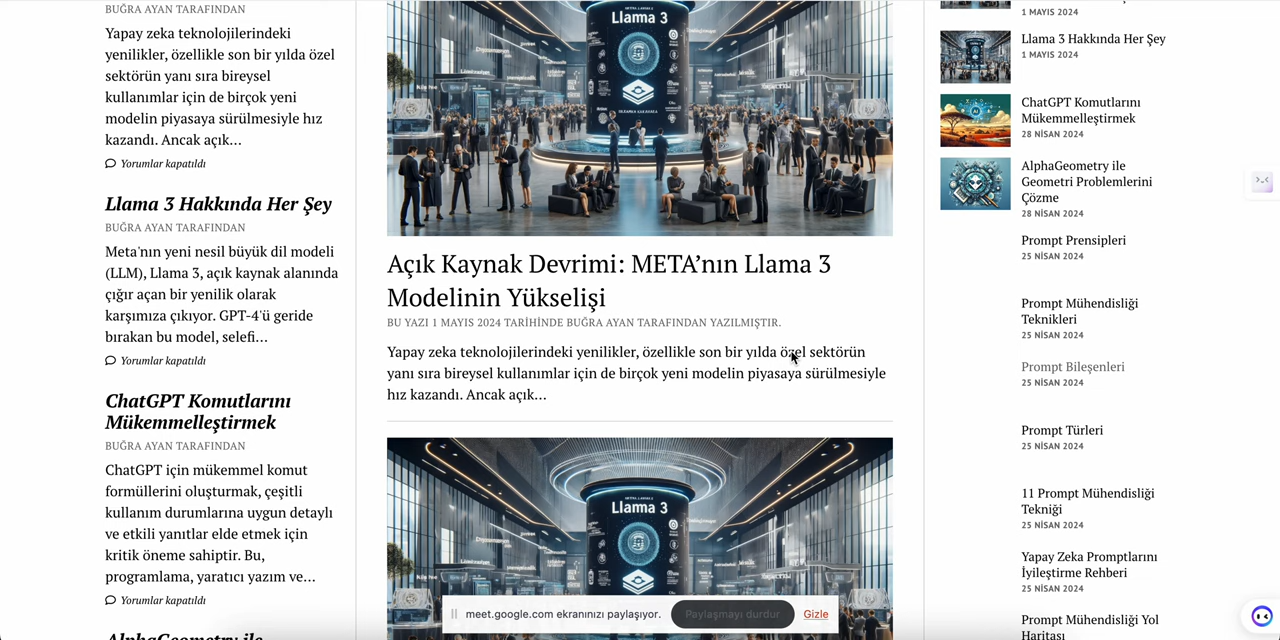 BUĞRA AYAN TARAFINDAN
Yapay zeka teknolojilerindeki
yenilikler, özellikle son bir yılda özel
sektörün yanı sıra bireysel
kullanımlar için de birçok yeni
modelin piyasaya sürülmesiyle hız
kazandı. Ancak açık…
Yorumlar kapatıldı
Llama 3 Hakkında Her Şey
BUĞRA AYAN TARAFINDAN
Meta'nın yeni nesil büyük dil modeli
(LLM), Llama 3, açık kaynak alanında
çığır açan bir yenilik olarak
karşımıza çıkıyor. GPT-4'ü geride
bırakan bu model, selefi…
Yorumlar kapatıldı
ChatGPT Komutlarını
Mükemmelleştirmek
BUĞRA AYAN TARAFINDAN
ChatGPT için mükemmel komut
formüllerini oluşturmak, çeşitli
kullanım durumlarına uygun detaylı
ve etkili yanıtlar elde etmek için
kritik öneme sahiptir. Bu,
programlama, yaratıcı yazım ve…
Yorumlar kapatıldı
AlphaGeometry ile
Llama 3
Açık Kaynak Devrimi: META’nın Llama 3
Modelinin Yükselişi
BU YAZI 1 MAYIS 2024 TARİHİNDE BUĞRA AYAN TARAFINDAN YAZILMIŞTIR.
Yapay zeka teknolojilerindeki yenilikler, özellikle son bir yılda özel sektörün
yanı sıra bireysel kullanımlar için de birçok yeni modelin piyasaya sürülmesiyle
hız kazandı. Ancak açık…
Llama 3
meet.google.com ekranınızı paylaşıyor.
Paylaşmayı durdur
Gizle
1 MAYIS 2024
Llama 3 Hakkında Her Şey
1 MAYIS 2024
ChatGPT Komutlarını
Mükemmelleştirmek
28 NİSAN 2024
AlphaGeometry ile
Geometri Problemlerini
Çözme
28 NİSAN 2024
Prompt Prensipleri
25 NİSAN 2024
Prompt Mühendisliği
Teknikleri
25 NİSAN 2024
Prompt Bileşenleri
25 NİSAN 2024
Prompt Türleri
25 NİSAN 2024
11 Prompt Mühendisliği
Tekniği
25 NİSAN 2024
Yapay Zeka Promptlarını
İyileştirme Rehberi
25 NİSAN 2024
Prompt Mühendisliği Yol
Haritası